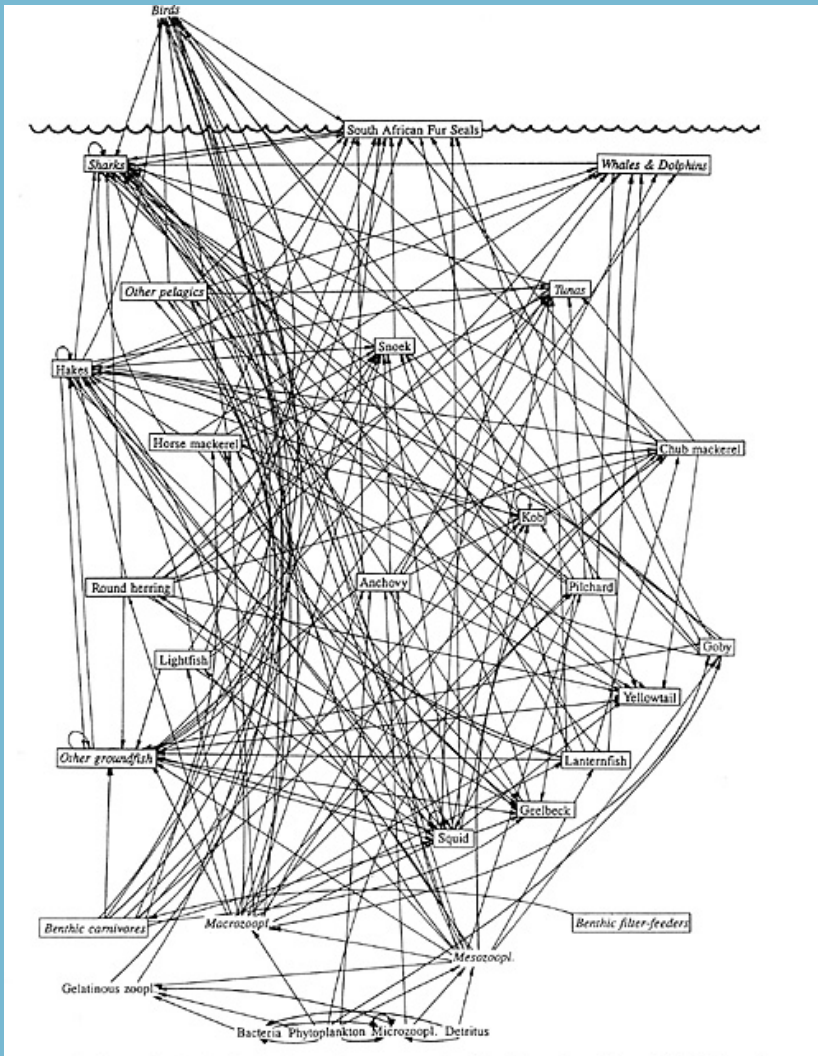 Birds
South African Fur Seals
Sharks
Whales & Dolphins
Other pelagics
Tunas
Snoek
Hakes
Horse mackerel
Chub mackerel
Kob
Round herring
Anchovy
Pilchard
Goby
Lightfish
Yellowtail
Other groundfish
Lanternfish
Geelbeck
Squid
Benthic carnivores
Macrozoopl.
Benthic filter-feeders
Mesozoopl.
Gelatinous zoopl.
Bacteria Phytoplankton Microzoopl. Detritus